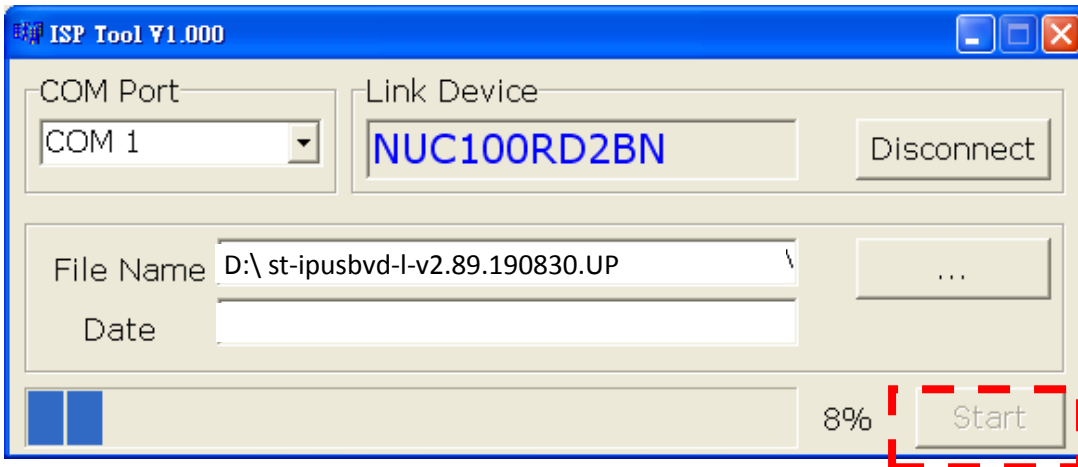 ISP Tool V1.000
COM Port
COM 1
Link Device
NUC100RD2BN
Disconnect
File Name
D:\ st-ipusbvd-l-v2.89.190830.UP \
...
Date
8%
Start